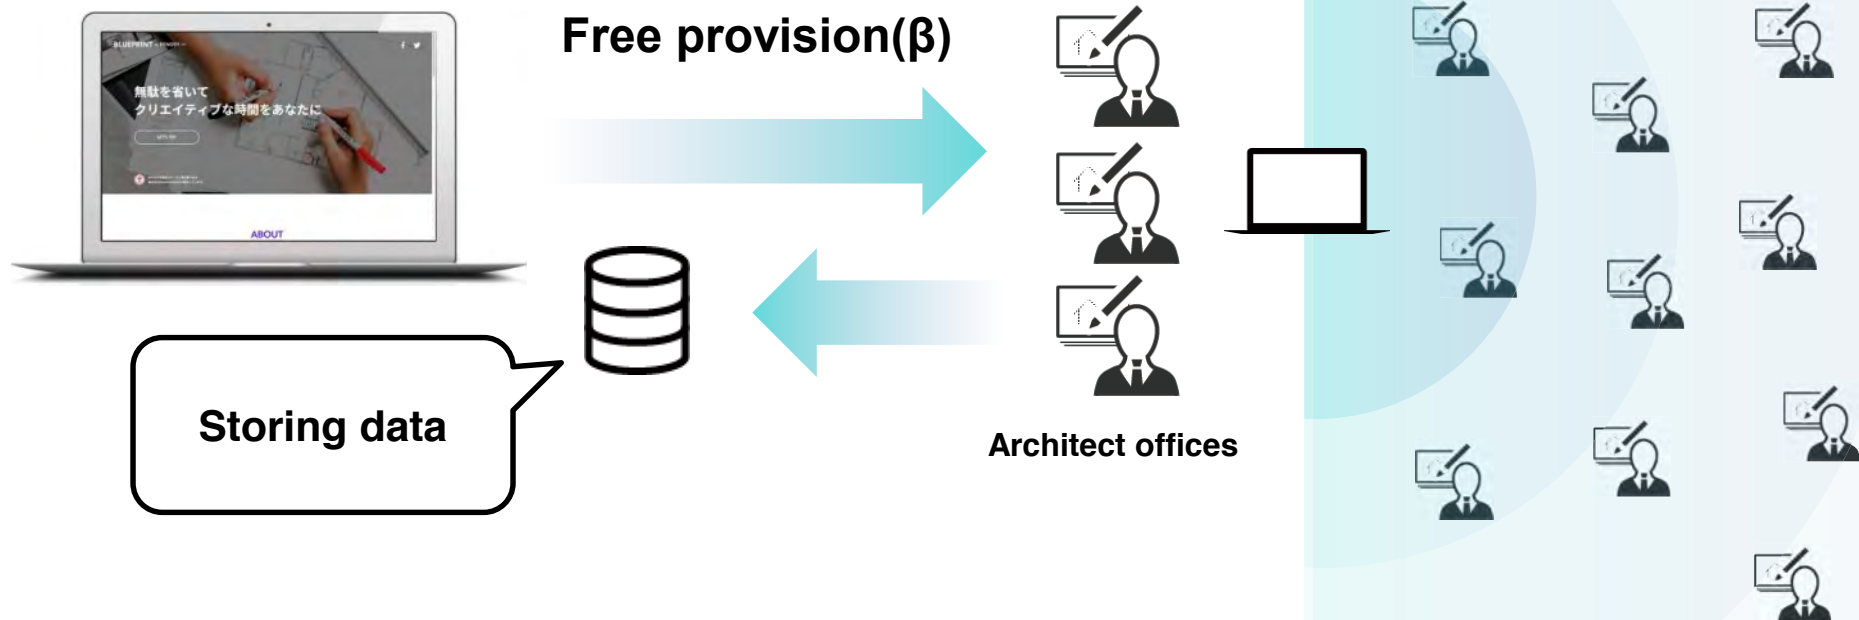 Free provision(β)
BLUEPRINT
無駄を省いて
クリエイティブな時間をあなたに
ABOUT
Storing data
Architect offices